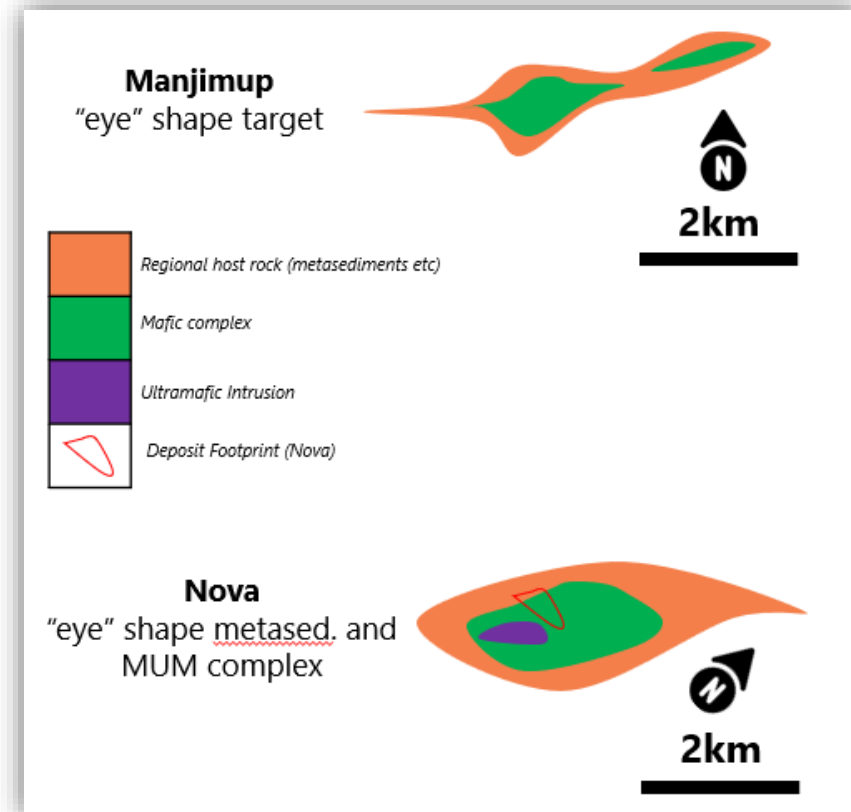 Manjimup
“eye” shape target
N
2km
Regional host rock (metasediments etc)
Mafic complex
Ultramafic Intrusion
Deposit Footprint (Nova)
Nova
“eye” shape metased. and
MUM complex
N
2km